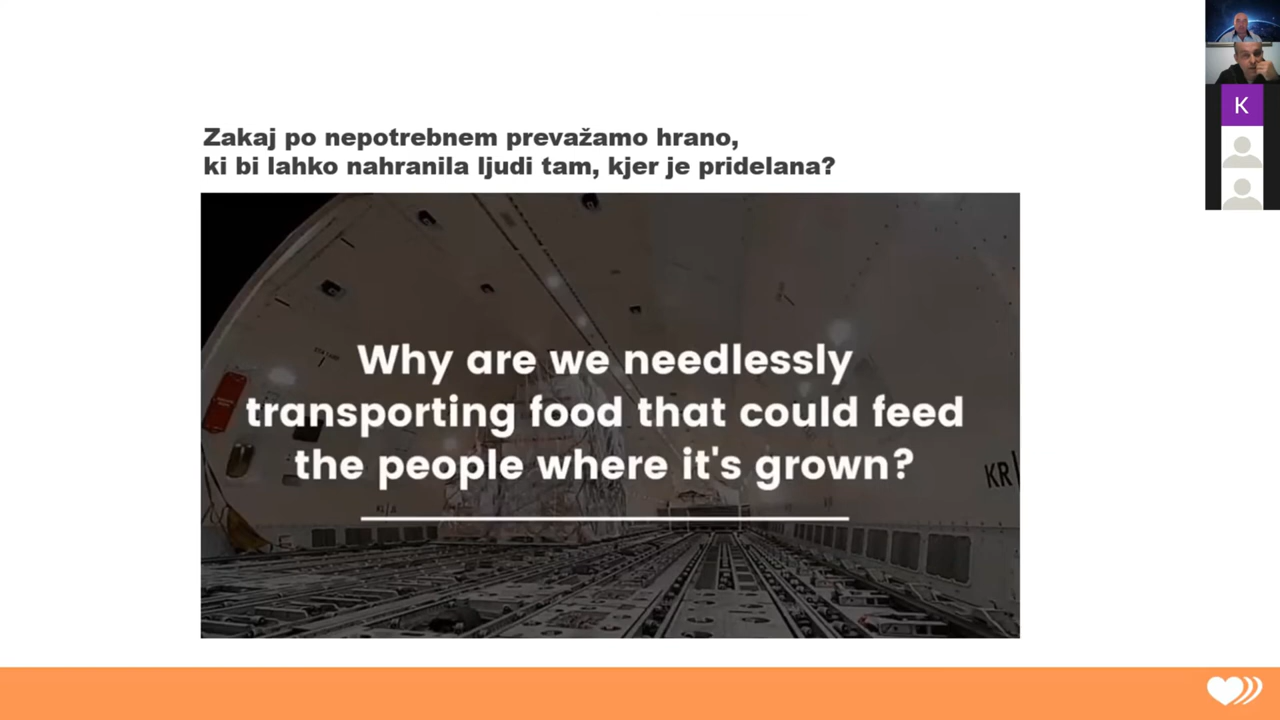 Zakaj po nepotrebnem prevažamo hrano,
ki bi lahko nahranila ljudi tam, kjer je pridelana?
Why are we needlessly
transporting food that could feed
the people where it's grown?
KR
K